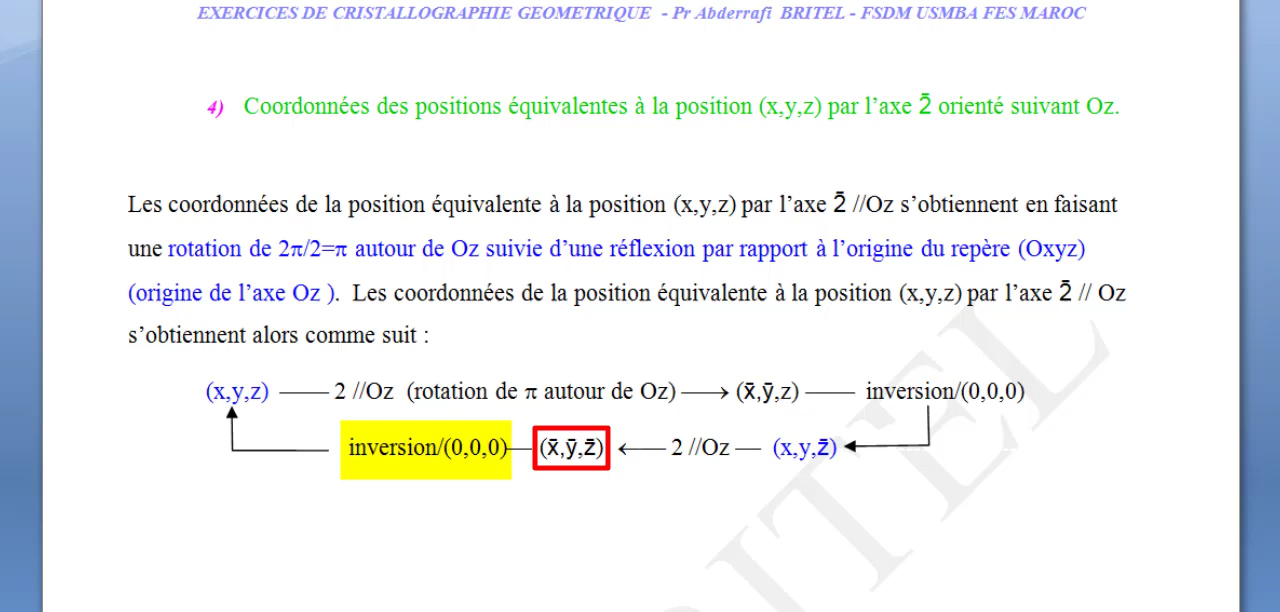 EXERCICES DE CRISTALLOGRAPHIE GEOMETRIQUE - Pr Abderrafi BRITEL - FSDM USMBA FES MAROC
4) Coordonnées des positions équivalentes à la position (x,y,z) par l’axe 2̄ orienté suivant Oz.
Les coordonnées de la position équivalente à la position (x,y,z) par l’axe 2̄ //Oz s’obtiennent en faisant
une rotation de 2π/2=π autour de Oz suivie d’une réflexion par rapport à l’origine du repère (Oxyz)
(origine de l’axe Oz ). Les coordonnées de la position équivalente à la position (x,y,z) par l’axe 2̄ // Oz
s’obtiennent alors comme suit :
(x,y,z) —— 2 //Oz (rotation de π autour de Oz) ——→ (x̄,ȳ,z) —— inversion/(0,0,0)
inversion/(0,0,0) — (x̄,ȳ,z̄) ←—— 2 //Oz — (x,y,z̄)
ITEL